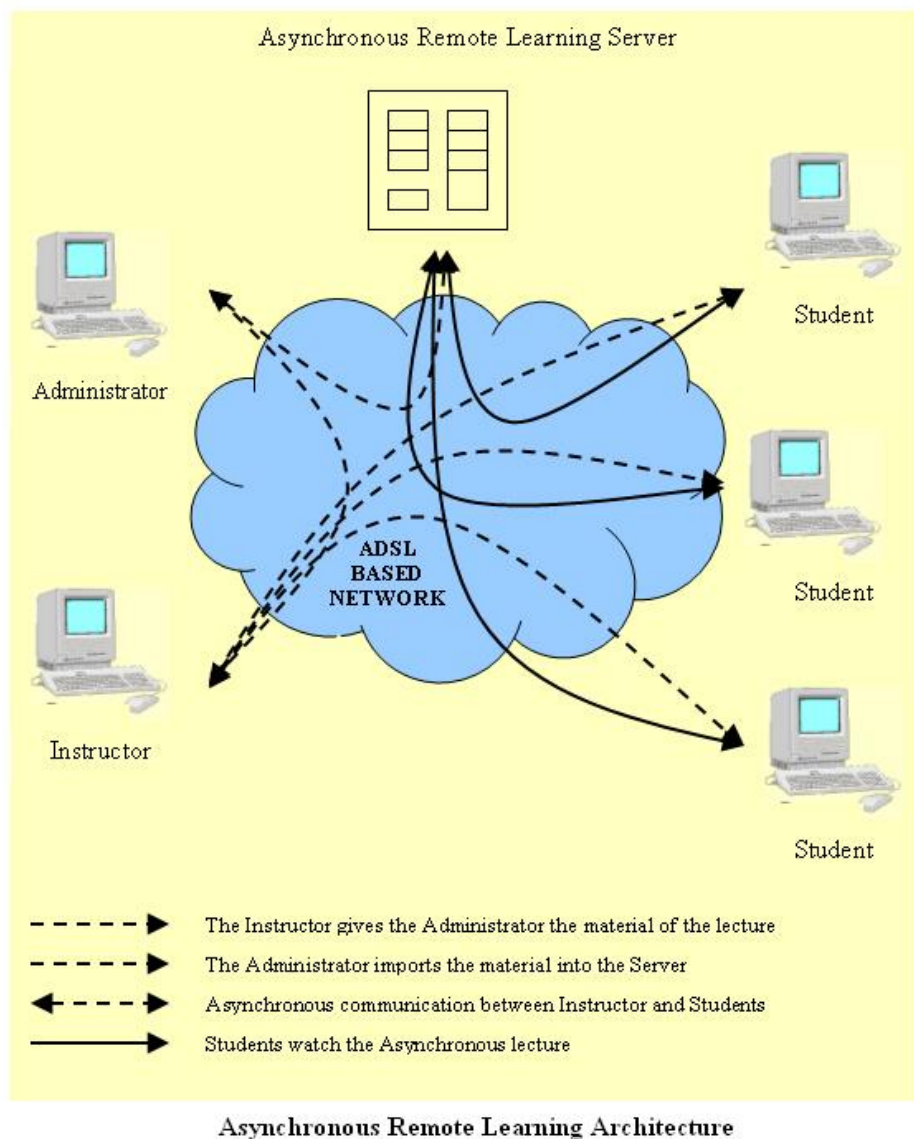 Asynchronous Remote Learning Server
Student
Administrator
Student
ADSL
BASED
NETWORK
Instructor
Student
The Instructor gives the Administrator the material of the lecture
The Administrator imports the material into the Server
Asynchronous communication between Instructor and Students
Students watch the Asynchronous lecture
Asynchronous Remote Learning Architecture